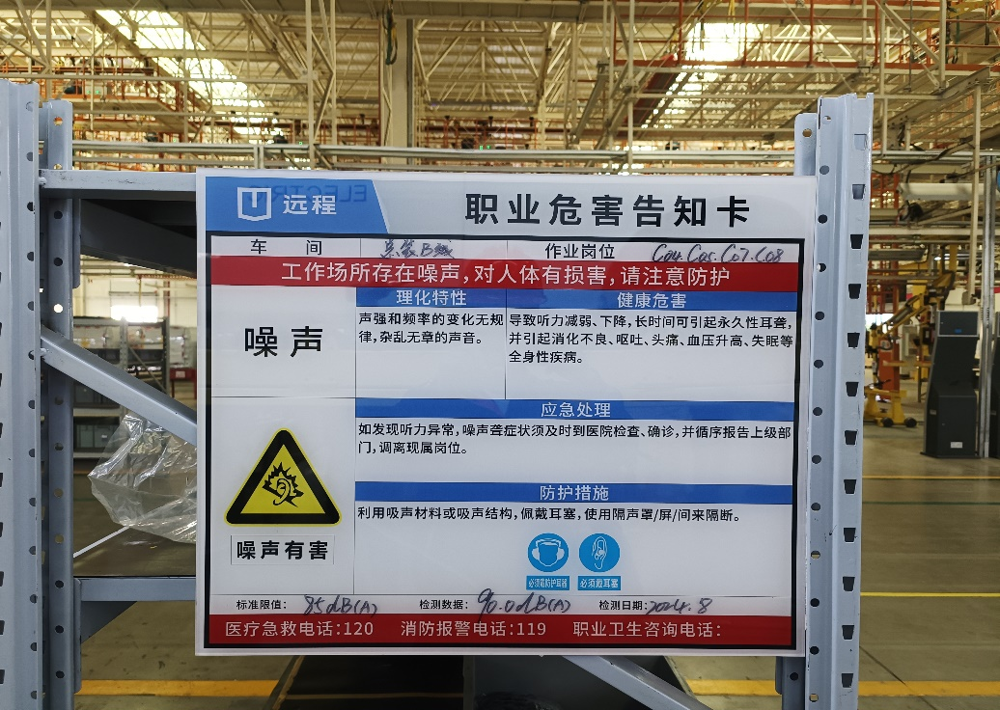 远程
职业危害告知卡
车 间 总装B线 作业岗位 C04.C05.C07.C08
工作场所存在噪声,对人体有损害,请注意防护
噪声
理化特性
声强和频率的变化无规
律,杂乱无章的声音。
健康危害
导致听力减弱、下降,长时间可引起永久性耳聋,
并引起消化不良、呕吐、头痛、血压升高、失眠等
全身性疾病。
应急处理
如发现听力异常,噪声聋症状须及时到医院检查、确诊,并循序报告上级部
门,调离现属岗位。
噪声有害
防护措施
利用吸声材料或吸声结构,佩戴耳塞,使用隔声罩/屏/间来隔断。
必须戴防护耳器 必须戴耳塞
标准限值: 85dB(A) 检测数据: 90.0dB(A) 检测日期:2024.8
医疗急救电话:120 消防报警电话:119 职业卫生咨询电话: